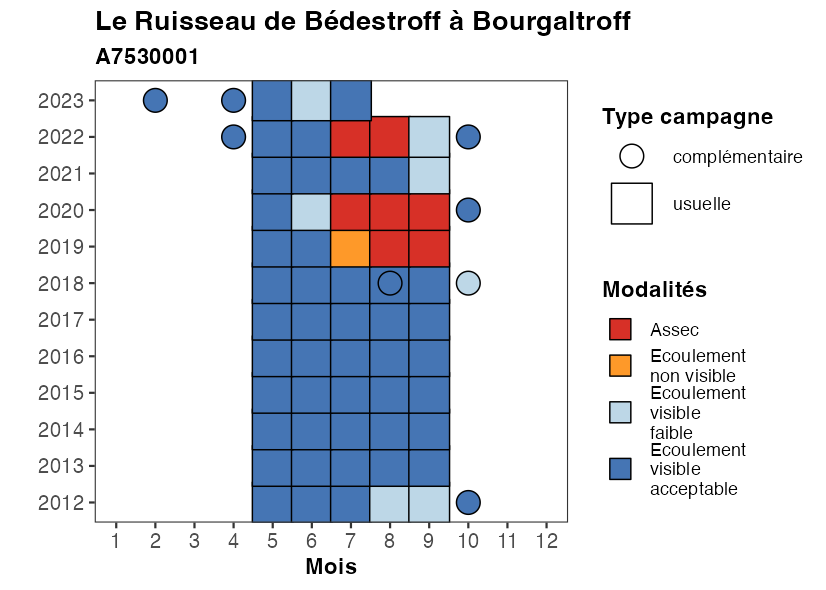 Le Ruisseau de Bédestroff à Bourgaltroff
A7530001
2023
2022
2021
2020
2019
2018
2017
2016
2015
2014
2013
2012
1 2 3 4 5 6 7 8 9 10 11 12
Mois
Type campagne
complémentaire
usuelle
Modalités
Assec
Ecoulement
non visible
Ecoulement
visible
faible
Ecoulement
visible
acceptable